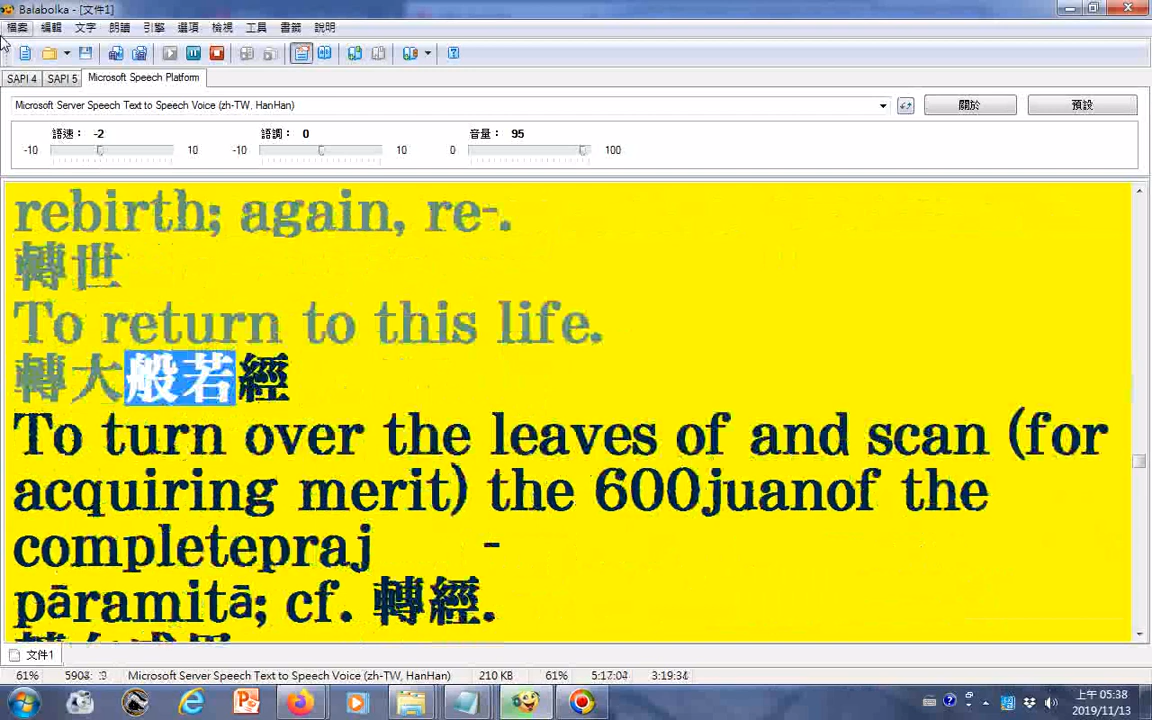 Balabolka - [文件1]
檔案 編輯 文字 朗讀 引擎 選項 檢視 工具 書籤 說明
SAPI 4 SAPI 5 Microsoft Speech Platform
Microsoft Server Speech Text to Speech Voice (zh-TW, HanHan) 關於 預設
語速： -2 語調： 0 音量： 95
-10 10 -10 10 0 100
rebirth; again, re-.
轉世
To return to this life.
轉大般若經
To turn over the leaves of and scan (for
acquiring merit) the 600juanof the
completepraj -
pāramitā; cf. 轉經.
文件1
61% Microsoft Server Speech Text to Speech Voice (zh-TW, HanHan) 210 KB 61% 5:17:04 3:19:34
上午 05:38
2019/11/13